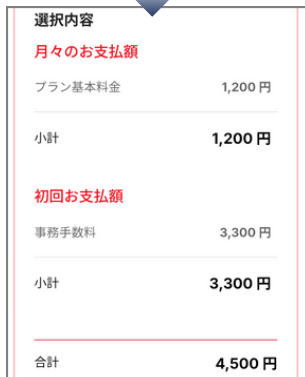 選択内容
月々のお支払額
プラン基本料金 1,200 円
小計 1,200 円
初回お支払額
事務手数料 3,300 円
小計 3,300 円
合計 4,500 円